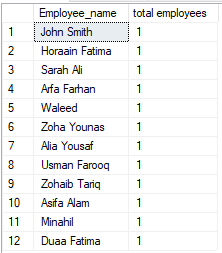 Employee_name total employees
1 John Smith 1
2 Horaain Fatima 1
3 Sarah Ali 1
4 Arfa Farhan 1
5 Waleed 1
6 Zoha Younas 1
7 Alia Yousaf 1
8 Usman Farooq 1
9 Zohaib Tariq 1
10 Asifa Alam 1
11 Minahil 1
12 Duaa Fatima 1